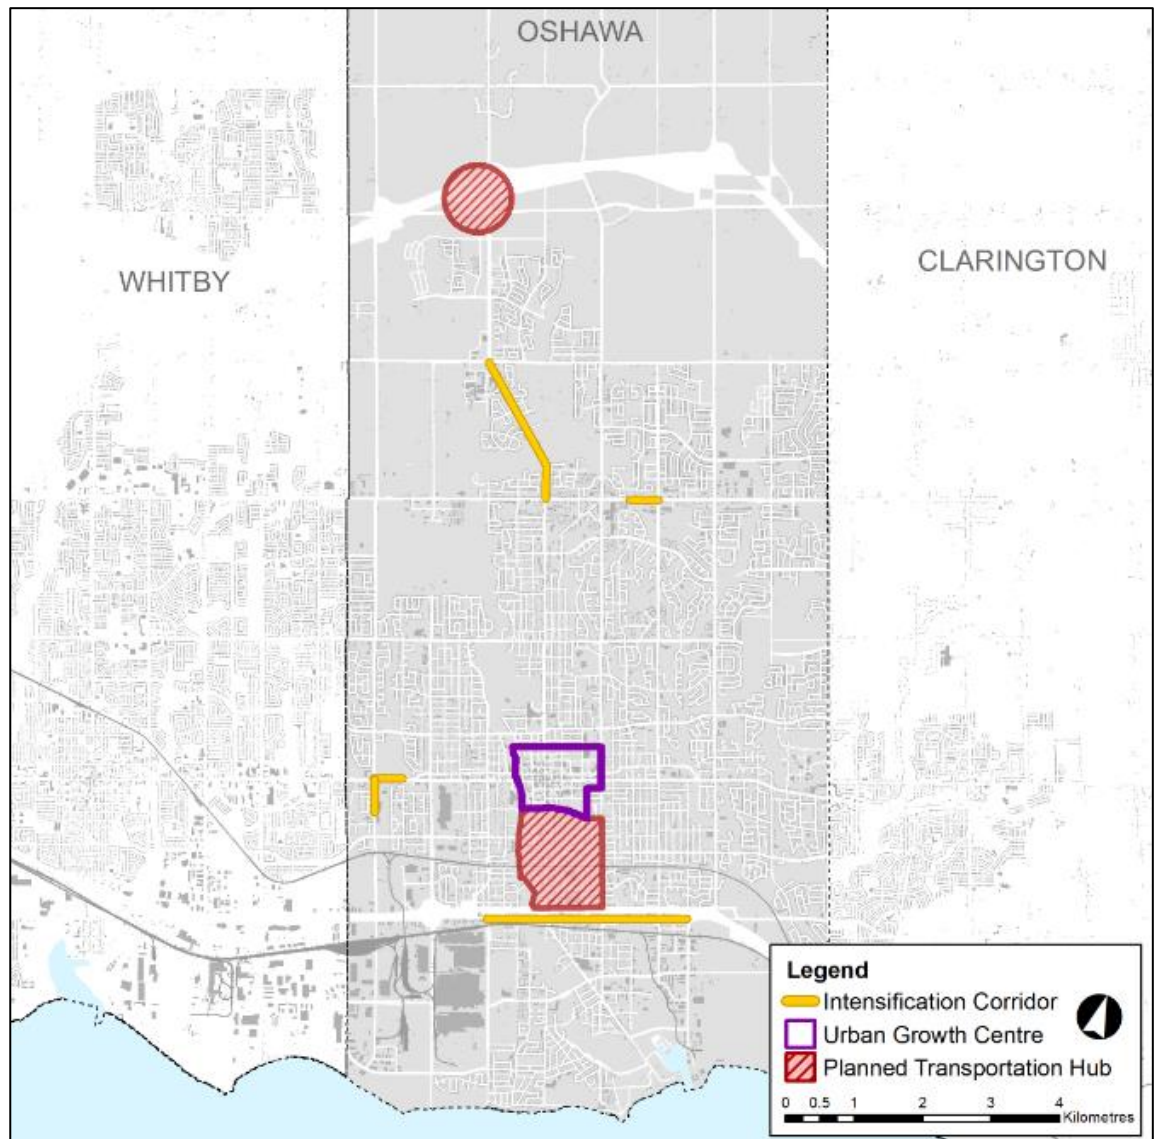 OSHAWA
WHITBY
CLARINGTON
Legend
Intensification Corridor
Urban Growth Centre
Planned Transportation Hub
0 0.5 1 2 3 4
Kilometres